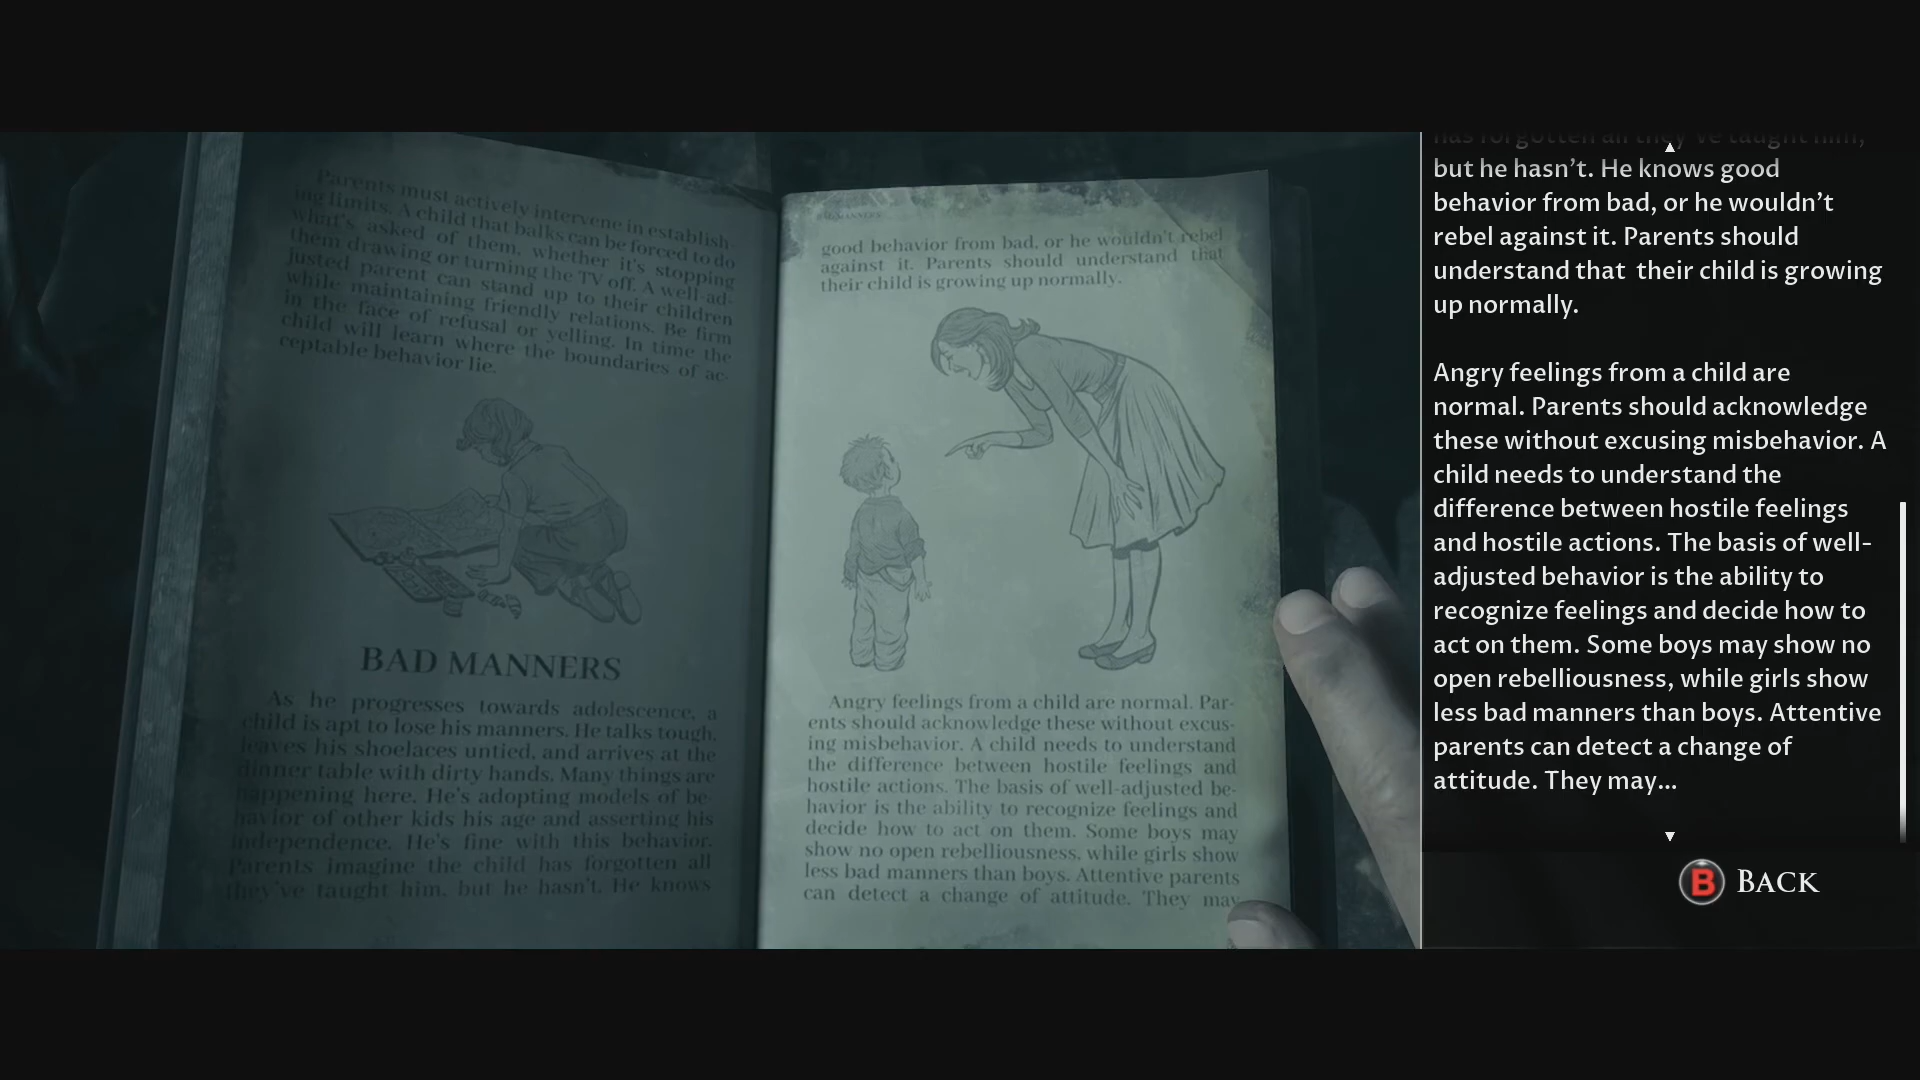 Parents must actively intervene in establish-
ing limits. A child that balks can be forced to do
what's asked of them, whether it's stopping
them drawing or turning the TV off. A well-ad-
justed parent can stand up to their children
while maintaining friendly relations. Be firm
in the face of refusal or yelling. In time the
child will learn where the boundaries of ac-
ceptable behavior lie.
BAD MANNERS
As he progresses towards adolescence, a
child is apt to lose his manners. He talks tough,
leaves his shoelaces untied, and arrives at the
dinner table with dirty hands. Many things are
happening here. He's adopting models of be-
havior of other kids his age and asserting his
independence. He's fine with this behavior.
Parents imagine the child has forgotten all
they've taught him, but he hasn't. He knows
good behavior from bad, or he wouldn't rebel
against it. Parents should understand that
their child is growing up normally.
Angry feelings from a child are normal. Par-
ents should acknowledge these without excus-
ing misbehavior. A child needs to understand
the difference between hostile feelings and
hostile actions. The basis of well-adjusted be-
havior is the ability to recognize feelings and
decide how to act on them. Some boys may
show no open rebelliousness, while girls show
less bad manners than boys. Attentive parents
can detect a change of attitude. They may
has forgotten all they've taught him,
but he hasn't. He knows good
behavior from bad, or he wouldn't
rebel against it. Parents should
understand that  their child is growing
up normally.
Angry feelings from a child are
normal. Parents should acknowledge
these without excusing misbehavior. A
child needs to understand the
difference between hostile feelings
and hostile actions. The basis of well-
adjusted behavior is the ability to
recognize feelings and decide how to
act on them. Some boys may show no
open rebelliousness, while girls show
less bad manners than boys. Attentive
parents can detect a change of
attitude. They may...
B BACK